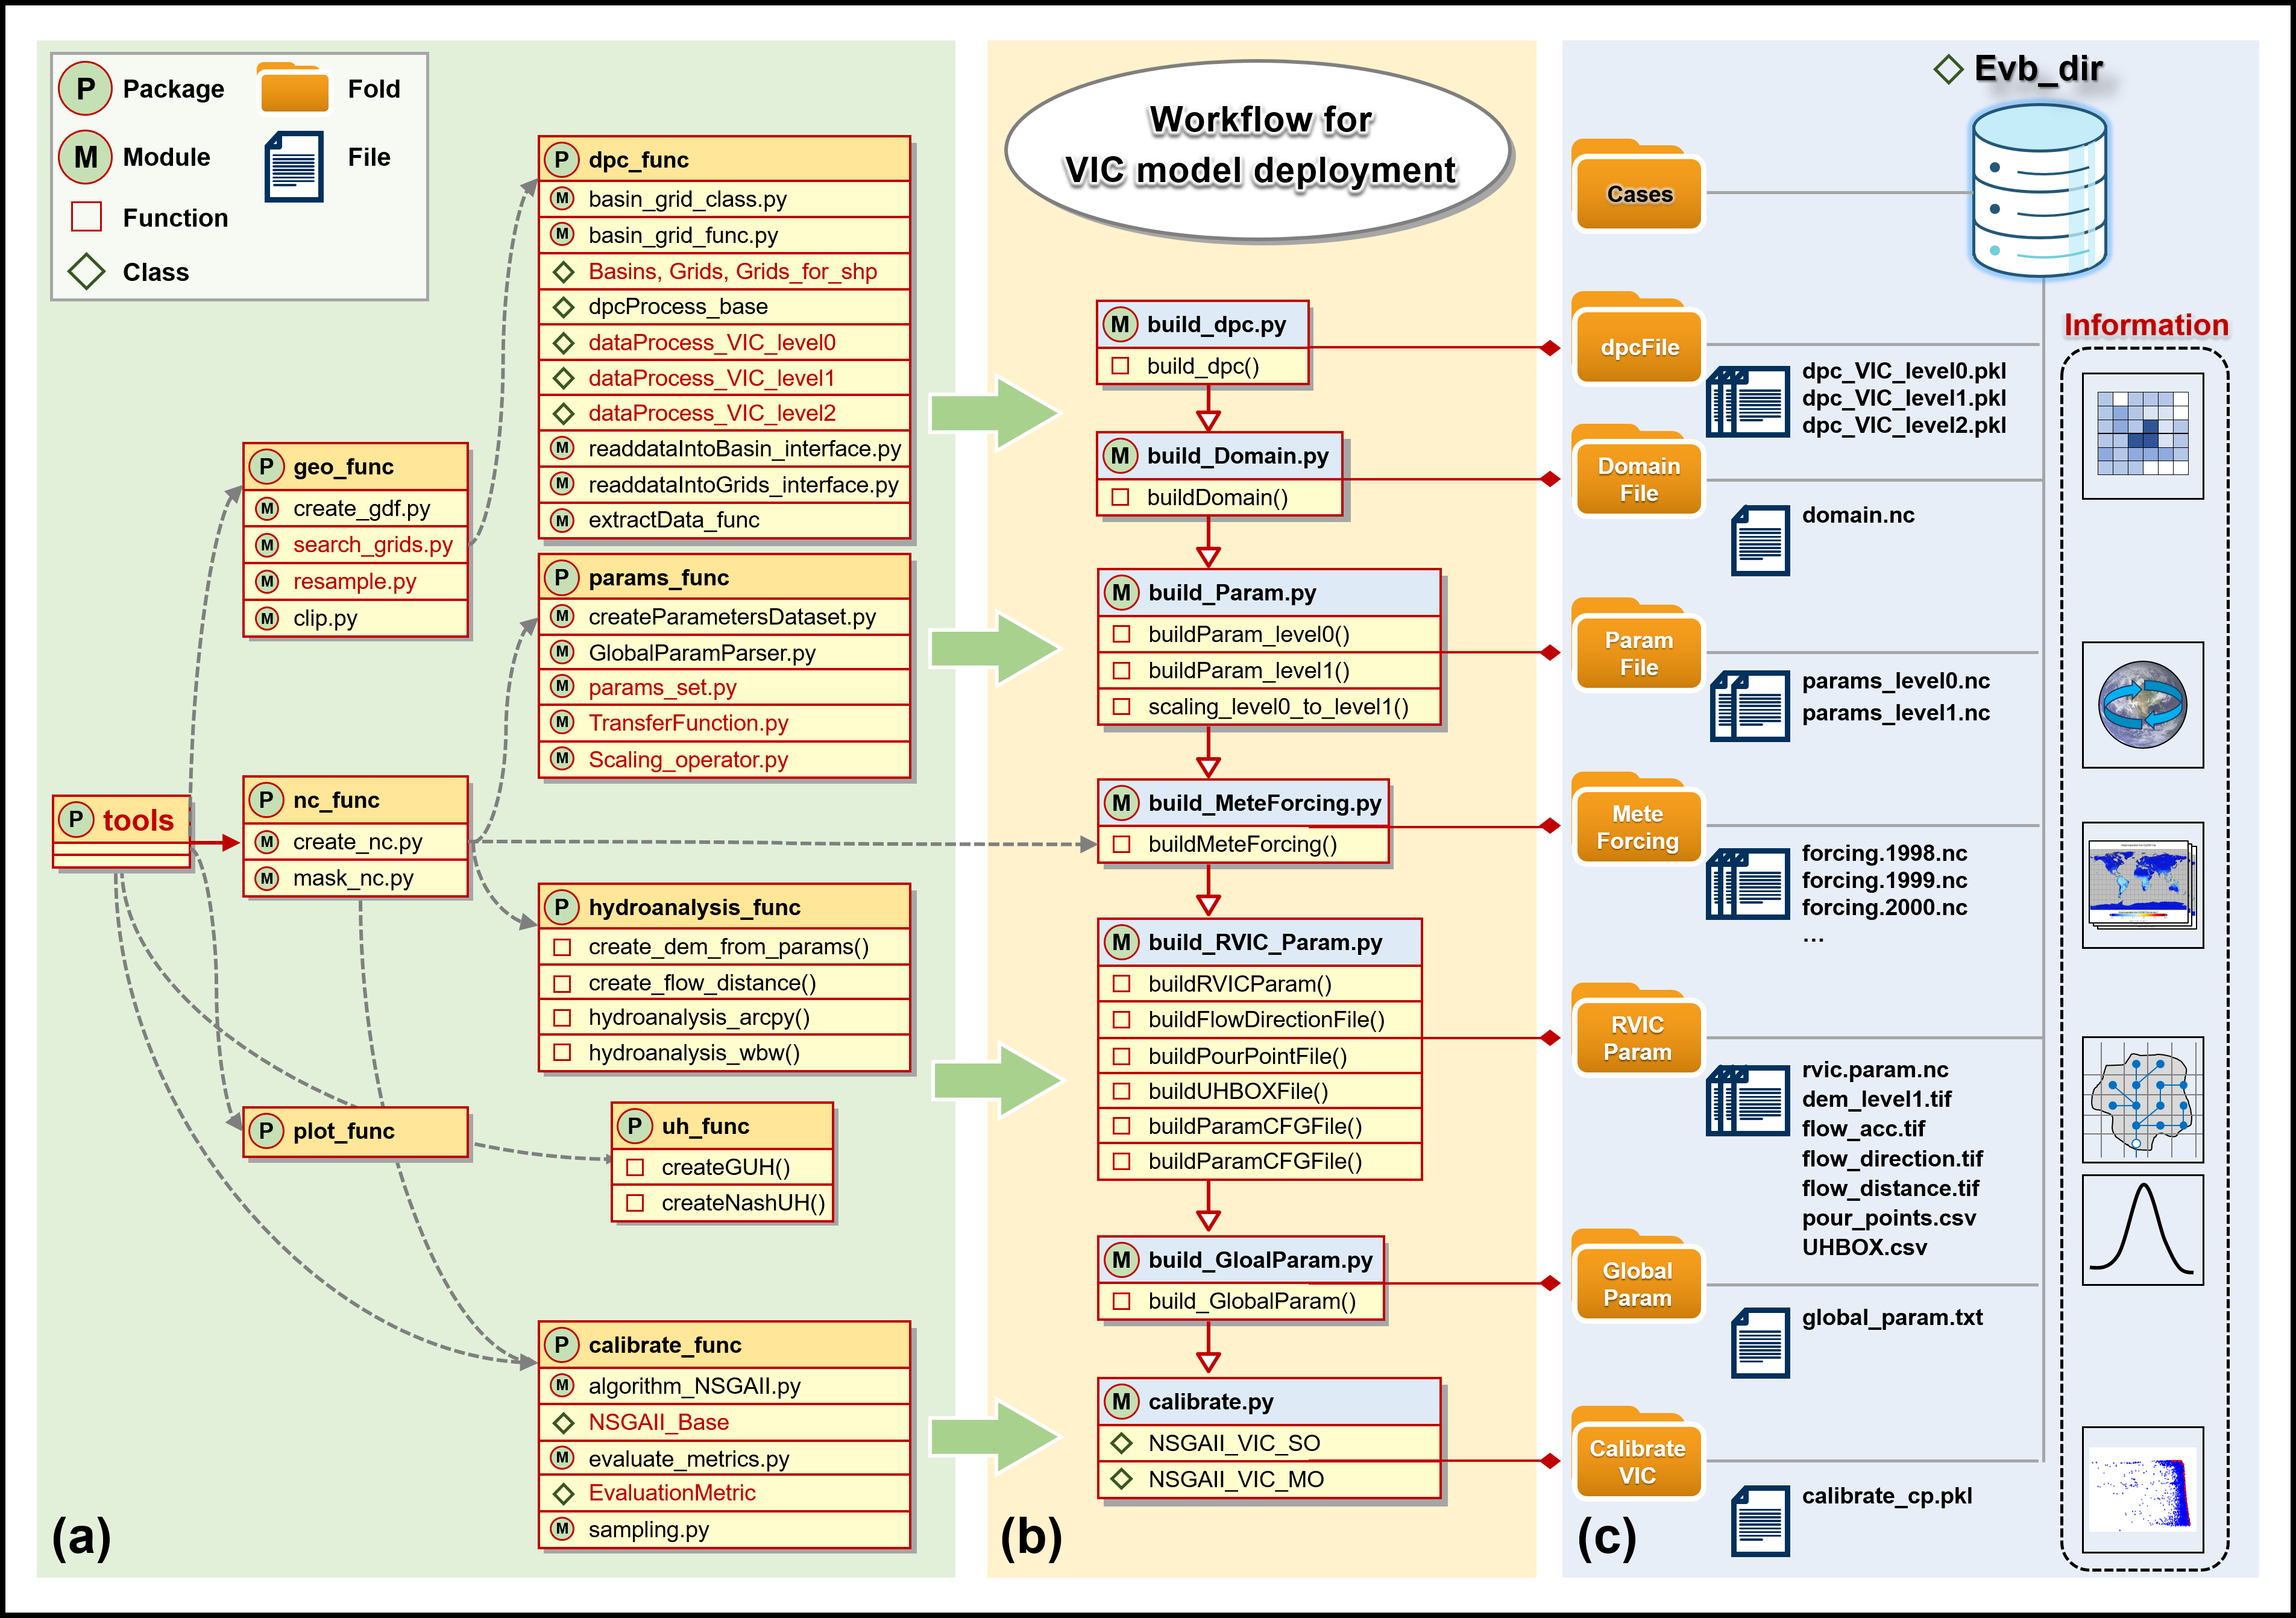 P Package
Fold
M Module
File
Function
Class
P tools
P geo_func
M create_gdf.py
M search_grids.py
M resample.py
M clip.py
P nc_func
M create_nc.py
M mask_nc.py
P plot_func
P dpc_func
M basin_grid_class.py
M basin_grid_func.py
Basins, Grids, Grids_for_shp
dpcProcess_base
dataProcess_VIC_level0
dataProcess_VIC_level1
dataProcess_VIC_level2
M readdataIntoBasin_interface.py
M readdataIntoGrids_interface.py
M extractData_func
P params_func
M createParametersDataset.py
M GlobalParamParser.py
M params_set.py
M TransferFunction.py
M Scaling_operator.py
P hydroanalysis_func
create_dem_from_params()
create_flow_distance()
hydroanalysis_arcpy()
hydroanalysis_wbw()
P uh_func
createGUH()
createNashUH()
P calibrate_func
M algorithm_NSGAII.py
NSGAII_Base
M evaluate_metrics.py
EvaluationMetric
M sampling.py
(a)
Workflow for
VIC model deployment
M build_dpc.py
build_dpc()
M build_Domain.py
buildDomain()
M build_Param.py
buildParam_level0()
buildParam_level1()
scaling_level0_to_level1()
M build_MeteForcing.py
buildMeteForcing()
M build_RVIC_Param.py
buildRVICParam()
buildFlowDirectionFile()
buildPourPointFile()
buildUHBOXFile()
buildParamCFGFile()
buildParamCFGFile()
M build_GloalParam.py
build_GlobalParam()
M calibrate.py
NSGAII_VIC_SO
NSGAII_VIC_MO
(b)
Evb_dir
Cases
Information
dpcFile
dpc_VIC_level0.pkl
dpc_VIC_level1.pkl
dpc_VIC_level2.pkl
Domain
File
domain.nc
Param
File
params_level0.nc
params_level1.nc
Mete
Forcing
forcing.1998.nc
forcing.1999.nc
forcing.2000.nc
...
RVIC
Param
rvic.param.nc
dem_level1.tif
flow_acc.tif
flow_direction.tif
flow_distance.tif
pour_points.csv
UHBOX.csv
Global
Param
global_param.txt
Calibrate
VIC
calibrate_cp.pkl
(c)